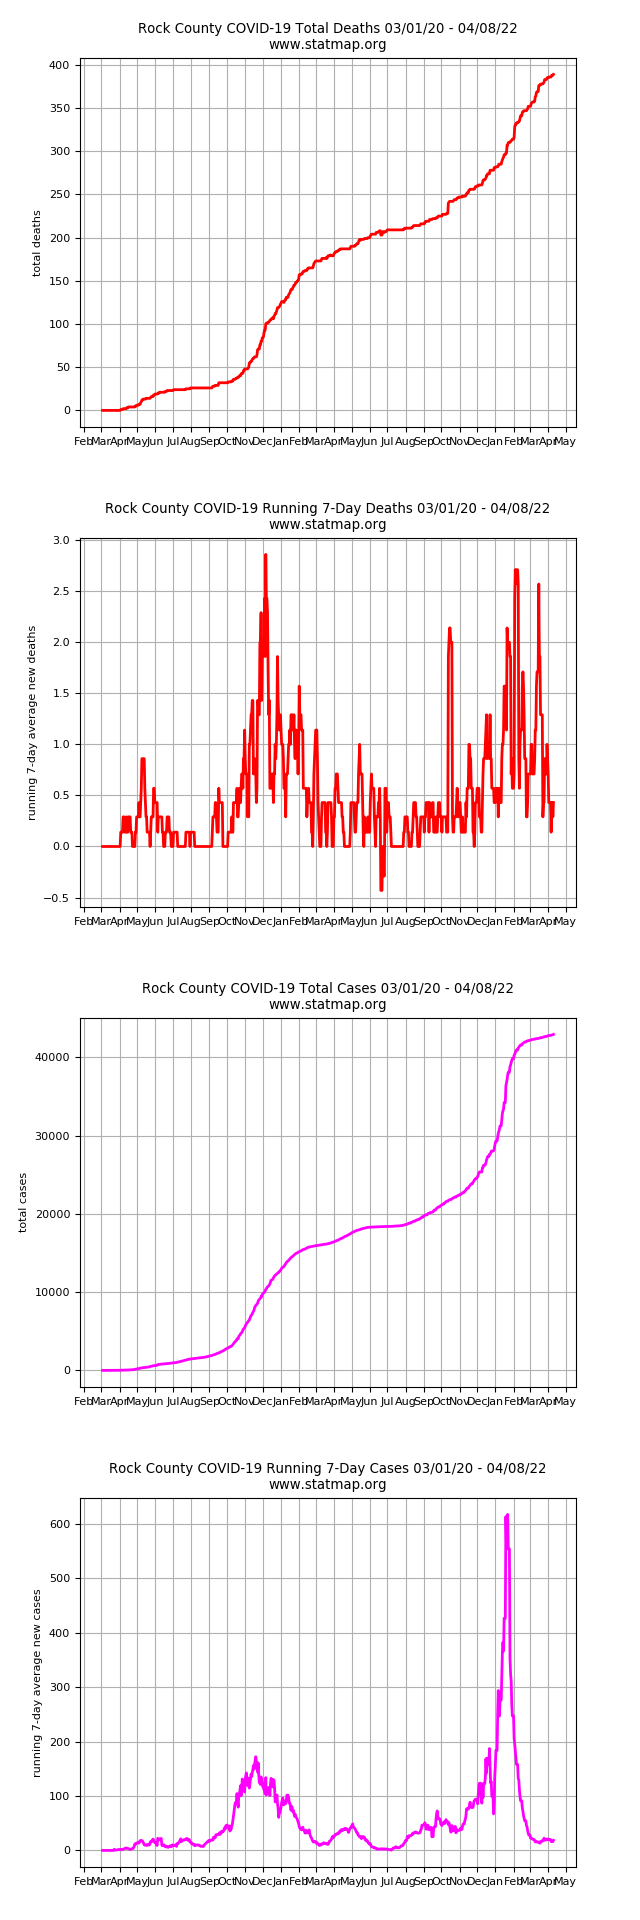 Rock County COVID-19 Total Deaths 03/01/20 - 04/08/22
www.statmap.org
400
350
300
250
200
150
100
50
0
total deaths
Feb Mar Apr May Jun Jul Aug Sep Oct Nov Dec Jan Feb Mar Apr May Jun Jul Aug Sep Oct Nov Dec Jan Feb Mar Apr May
Rock County COVID-19 Running 7-Day Deaths 03/01/20 - 04/08/22
www.statmap.org
3.0
2.5
2.0
1.5
1.0
0.5
0.0
−0.5
running 7-day average new deaths
Feb Mar Apr May Jun Jul Aug Sep Oct Nov Dec Jan Feb Mar Apr May Jun Jul Aug Sep Oct Nov Dec Jan Feb Mar Apr May
Rock County COVID-19 Total Cases 03/01/20 - 04/08/22
www.statmap.org
40000
30000
20000
10000
0
total cases
Feb Mar Apr May Jun Jul Aug Sep Oct Nov Dec Jan Feb Mar Apr May Jun Jul Aug Sep Oct Nov Dec Jan Feb Mar Apr May
Rock County COVID-19 Running 7-Day Cases 03/01/20 - 04/08/22
www.statmap.org
600
500
400
300
200
100
0
running 7-day average new cases
Feb Mar Apr May Jun Jul Aug Sep Oct Nov Dec Jan Feb Mar Apr May Jun Jul Aug Sep Oct Nov Dec Jan Feb Mar Apr May